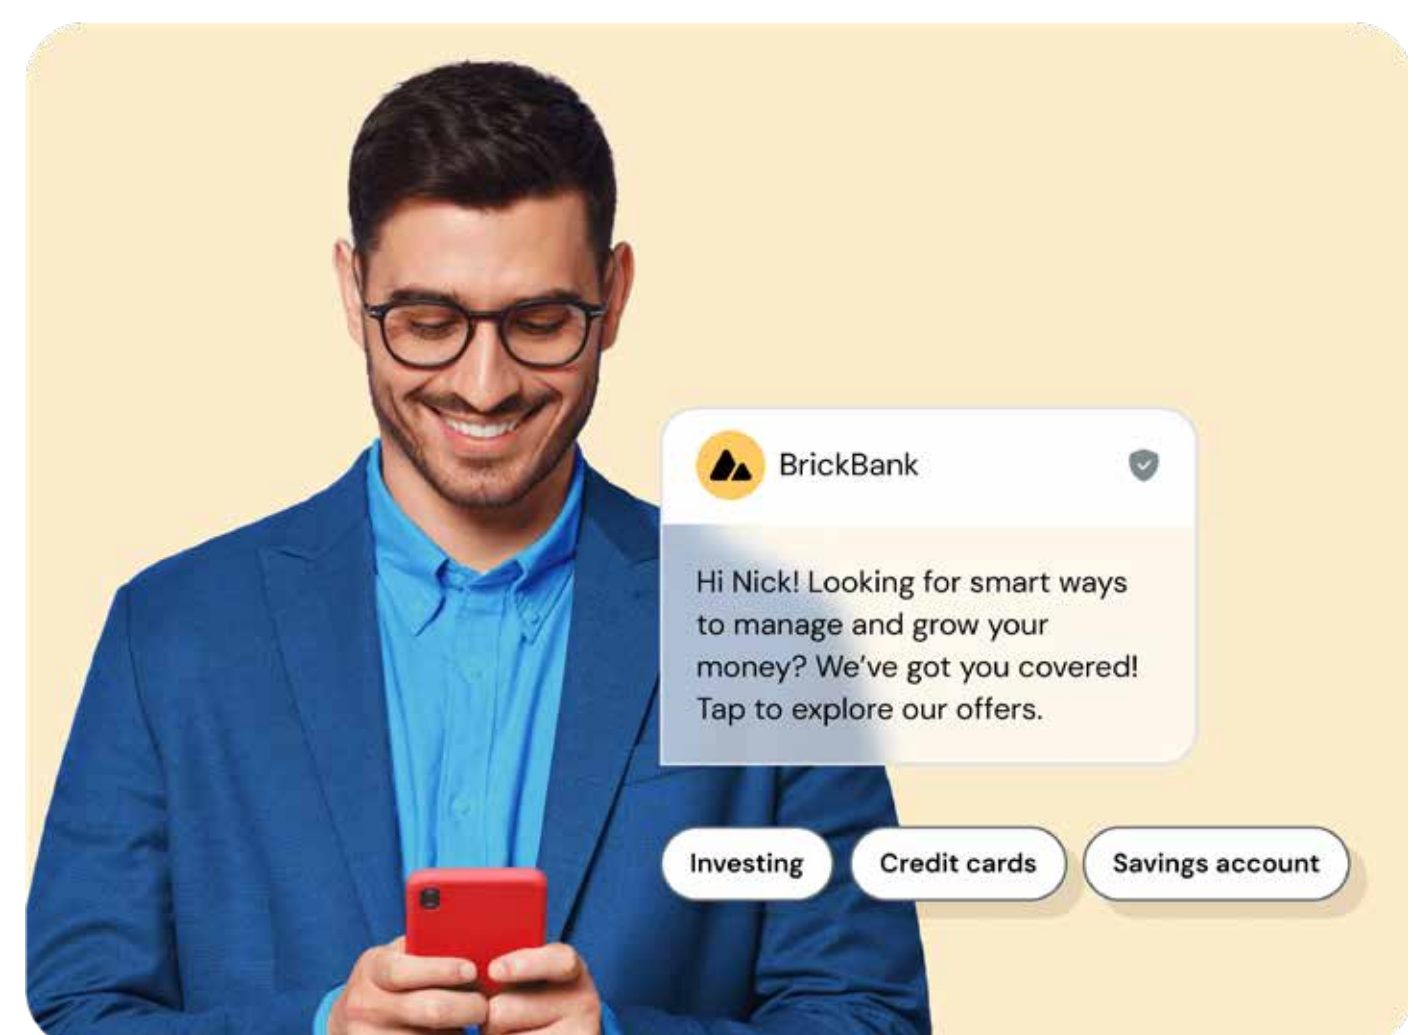 BrickBank
Hi Nick! Looking for smart ways
to manage and grow your
money? We’ve got you covered!
Tap to explore our offers.
Investing
Credit cards
Savings account